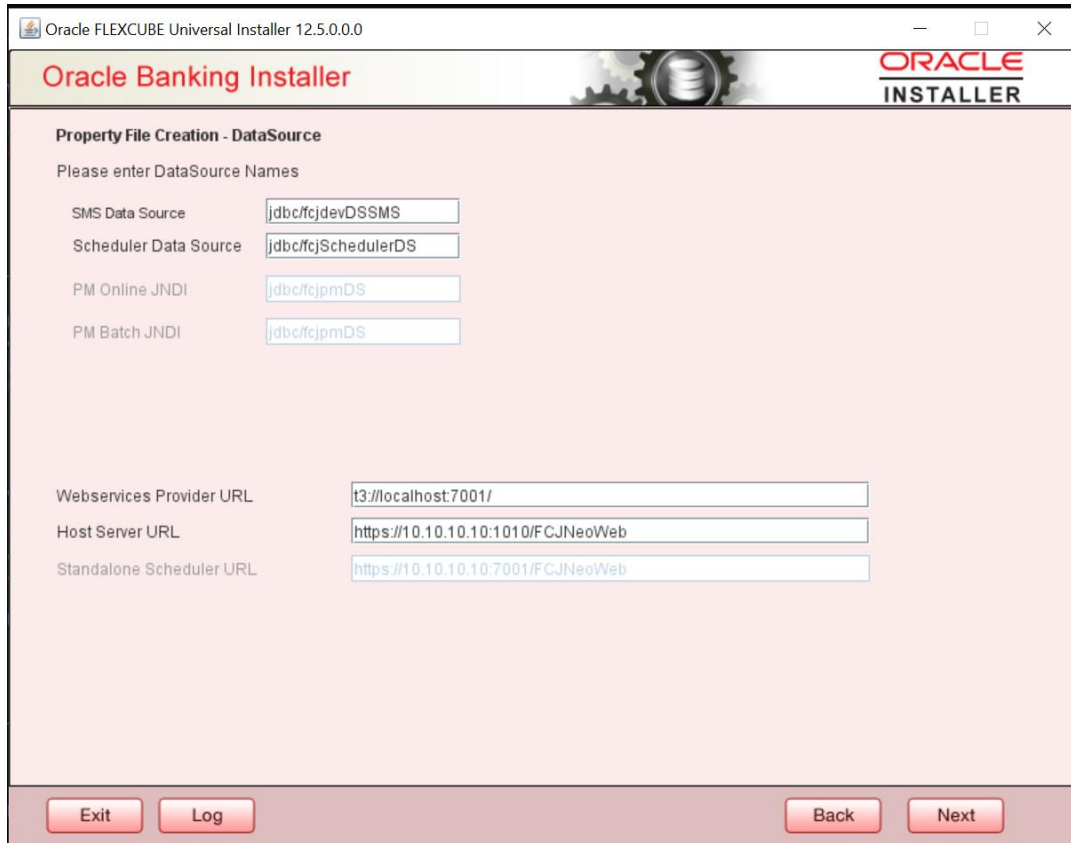 Oracle FLEXCUBE Universal Installer 12.5.0.0.0
Oracle Banking Installer
ORACLE
INSTALLER
Property File Creation - DataSource
Please enter DataSource Names
SMS Data Source jdbc/fcjdevDSSMS
Scheduler Data Source jdbc/fcjSchedulerDS
PM Online JNDI jdbc/fcjpmDS
PM Batch JNDI jdbc/fcjpmDS
Webservices Provider URL t3://localhost:7001/
Host Server URL https://10.10.10.10:1010/FCJNeoWeb
Standalone Scheduler URL https://10.10.10.10:7001/FCJNeoWeb
Exit Log Back Next